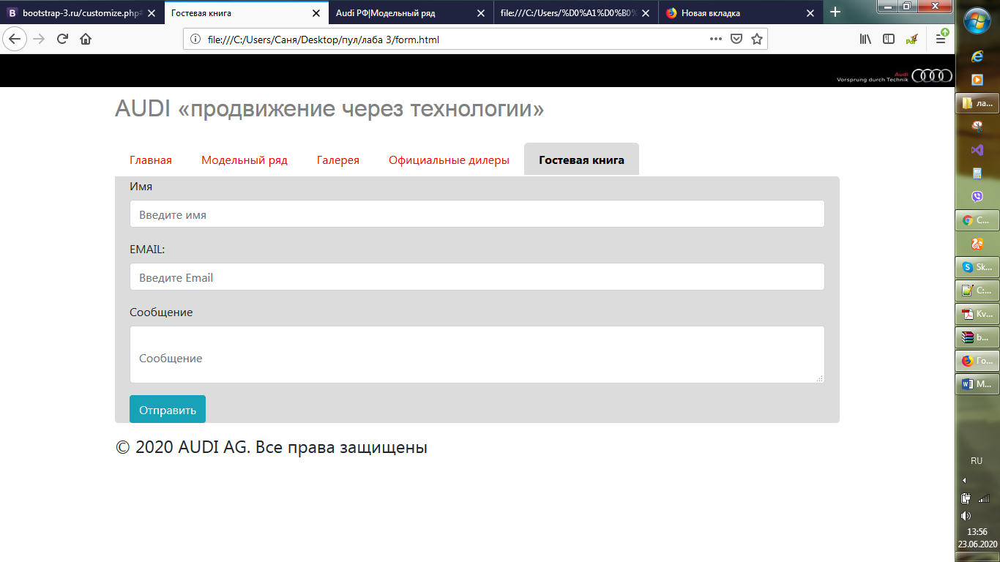 bootstrap-3.ru/customize.php#
Гостевая книга
Audi РФ|Модельный ряд
file:///C:/Users/%D0%A1%D0%B0%
Новая вкладка
file:///C:/Users/Саня/Desktop/пул/лаба 3/form.html
Audi
Vorsprung durch Technik
AUDI «продвижение через технологии»
Главная Модельный ряд Галерея Официальные дилеры Гостевая книга
Имя
Введите имя
EMAIL:
Введите Email
Сообщение
Сообщение
Отправить
© 2020 AUDI AG. Все права защищены
ла...
C...
Sk...
C:...
Kv...
b...
Го...
М...
RU
13:56
23.06.2020